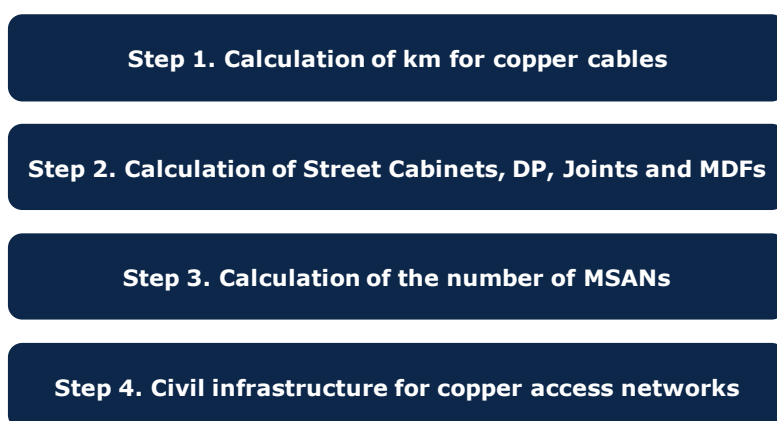 Step 1. Calculation of km for copper cables
Step 2. Calculation of Street Cabinets, DP, Joints and MDFs
Step 3. Calculation of the number of MSANs
Step 4. Civil infrastructure for copper access networks